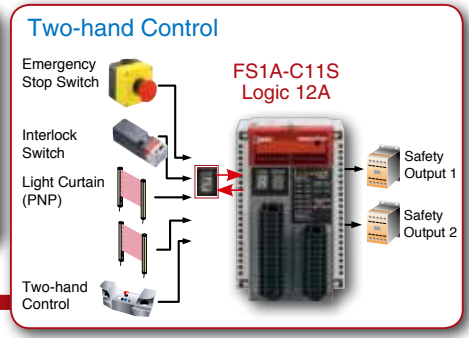 Two-hand Control
Emergency
Stop Switch
FS1A-C11S
Logic 12A
Interlock
Switch
Light Curtain
(PNP)
Safety
Output 1
Safety
Output 2
Two-hand
Control